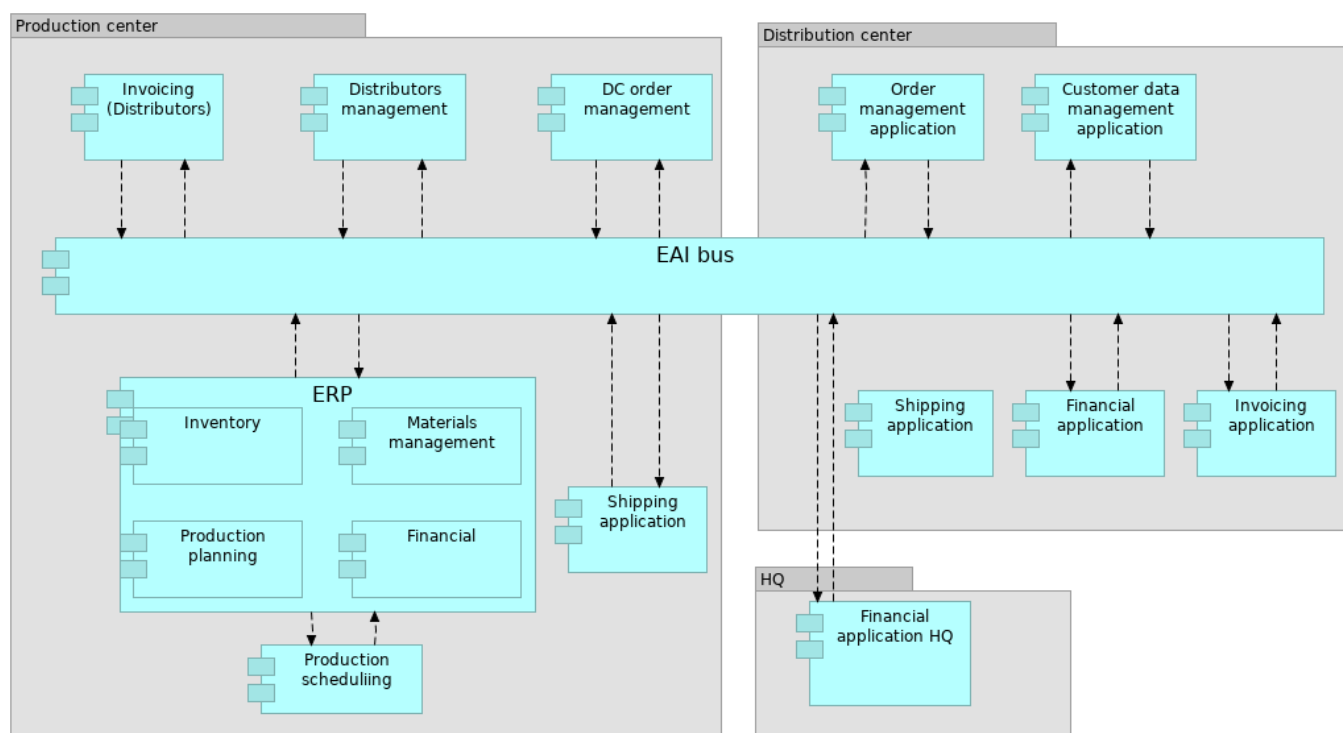 Production center
Distribution center
Invoicing
(Distributors)
Distributors
management
DC order
management
Order
management
application
Customer data
management
application
EAI bus
ERP
Inventory
Materials
management
Production
planning
Financial
Shipping
application
Production
scheduliing
Shipping
application
Financial
application
Invoicing
application
HQ
Financial
application HQ